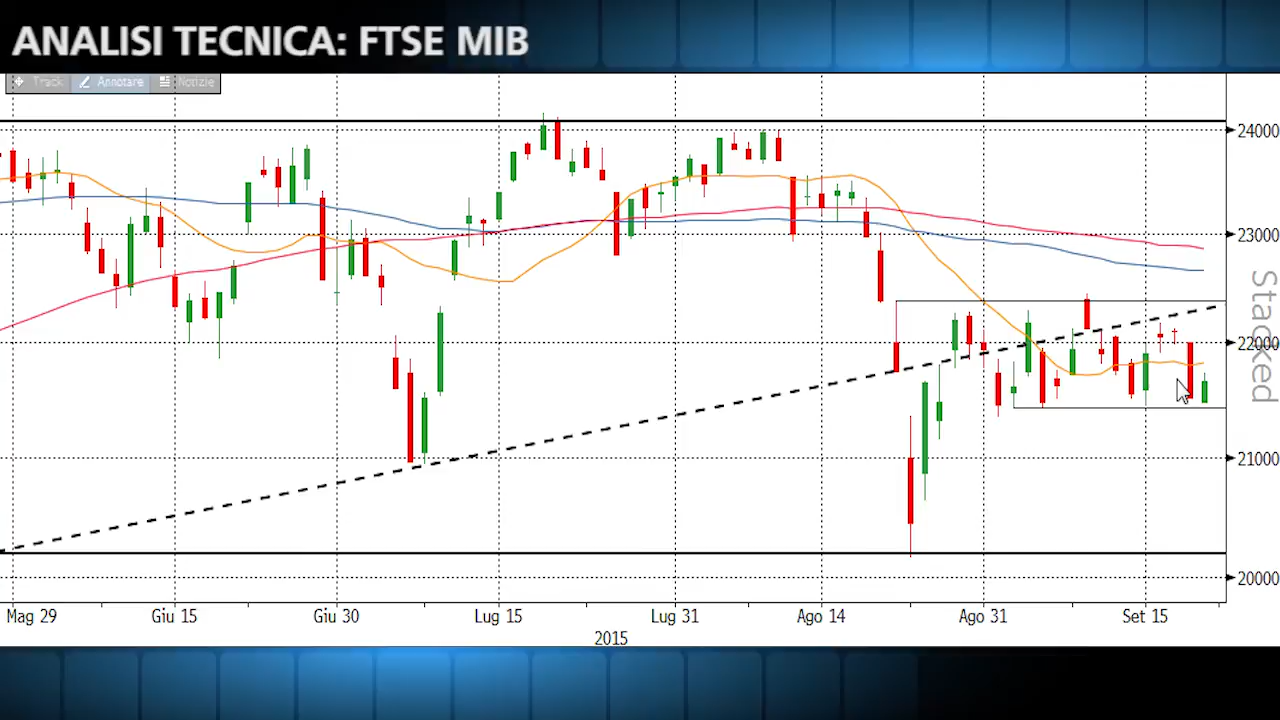 ANALISI TECNICA: FTSE MIB
Track Annotare Notizie
24000
23000
22000
21000
20000
Stacked
Mag 29 Giu 15 Giu 30 Lug 15 Lug 31 Ago 14 Ago 31 Set 15
2015